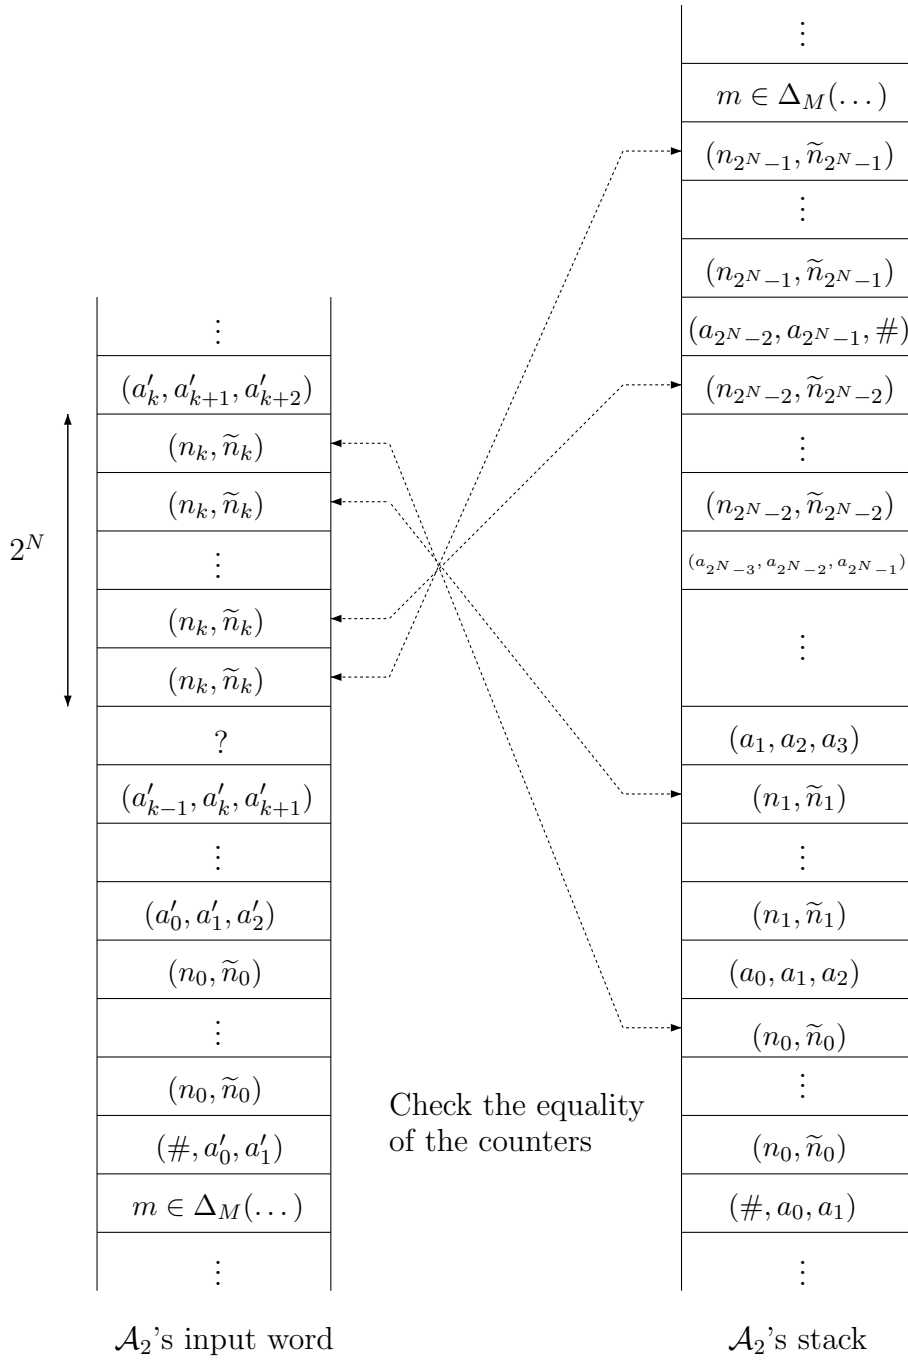 ⋮
(a′_k, a′_{k+1}, a′_{k+2})
(n_k, ñ_k)
(n_k, ñ_k)
⋮
(n_k, ñ_k)
(n_k, ñ_k)
?
(a′_{k−1}, a′_k, a′_{k+1})
⋮
(a′_0, a′_1, a′_2)
(n_0, ñ_0)
⋮
(n_0, ñ_0)
(#, a′_0, a′_1)
m ∈ Δ_M(...)
⋮
2^N
𝒜_2's input word
Check the equality
of the counters
⋮
m ∈ Δ_M(...)
(n_{2^N−1}, ñ_{2^N−1})
⋮
(n_{2^N−1}, ñ_{2^N−1})
(a_{2^N−2}, a_{2^N−1}, #)
(n_{2^N−2}, ñ_{2^N−2})
⋮
(n_{2^N−2}, ñ_{2^N−2})
(a_{2^N−3}, a_{2^N−2}, a_{2^N−1})
⋮
(a_1, a_2, a_3)
(n_1, ñ_1)
⋮
(n_1, ñ_1)
(a_0, a_1, a_2)
(n_0, ñ_0)
⋮
(n_0, ñ_0)
(#, a_0, a_1)
⋮
𝒜_2's stack